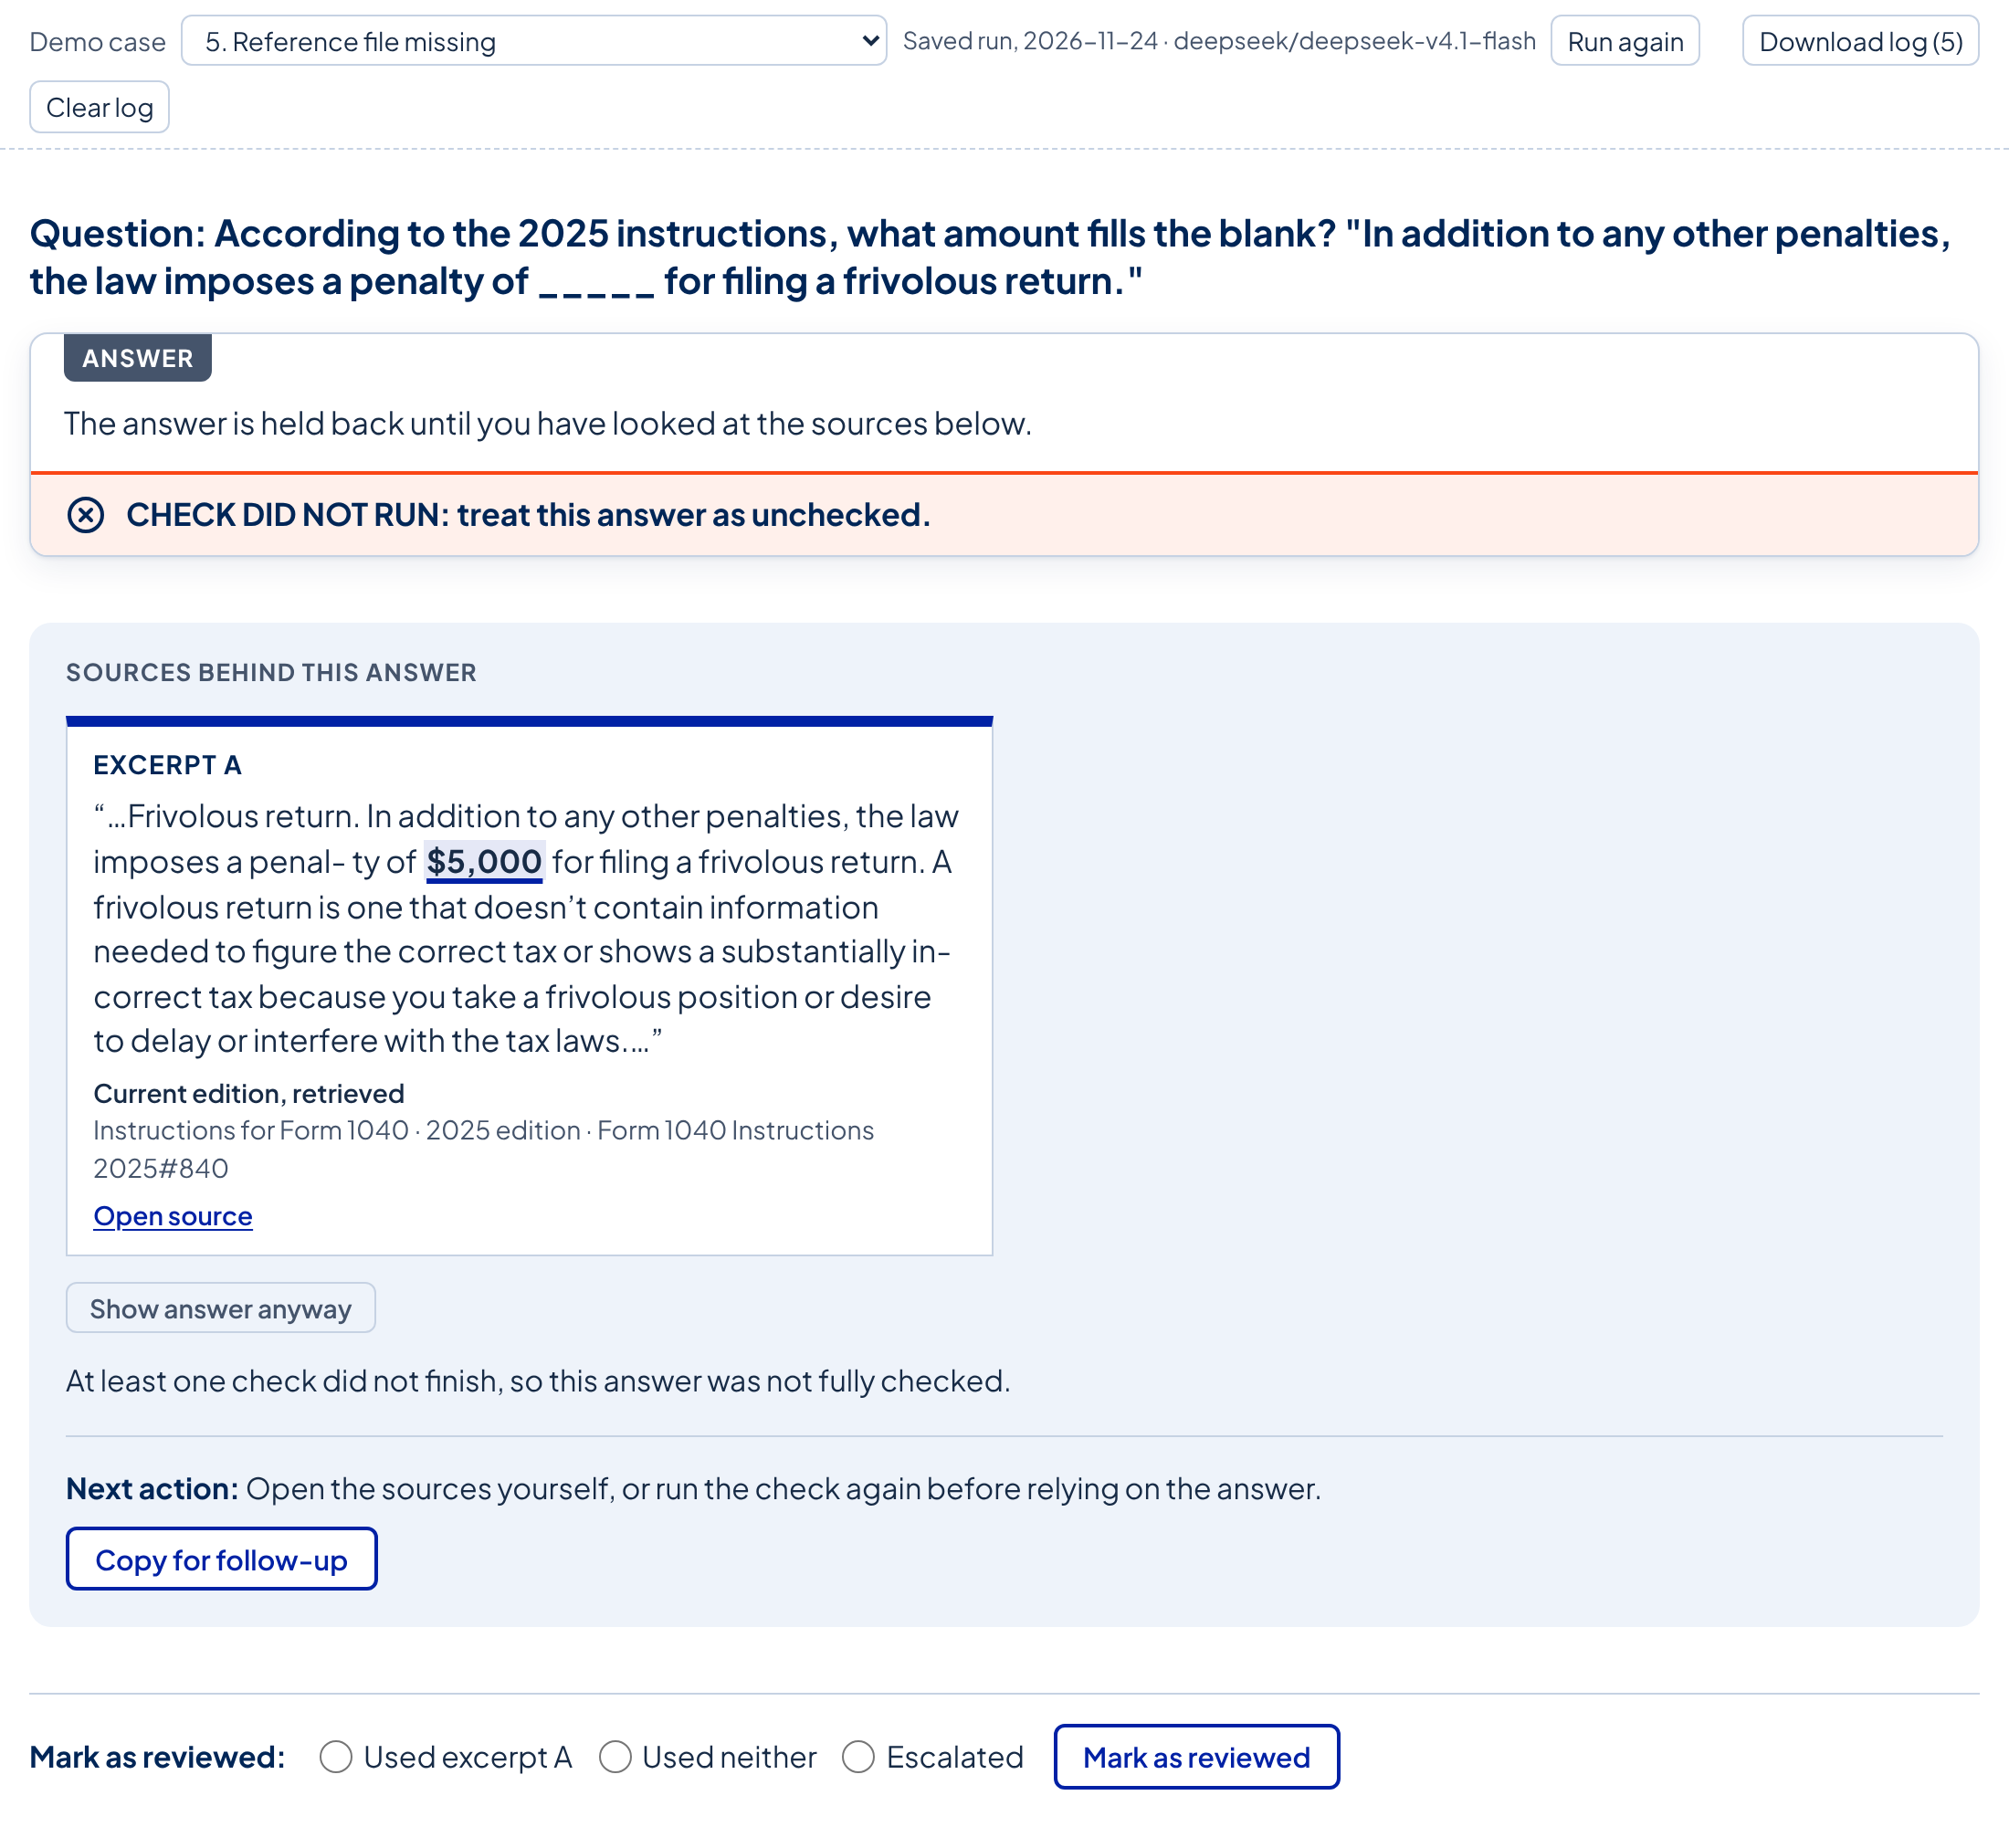 Demo case 5. Reference file missing Saved run, 2026-11-24 · deepseek/deepseek-v4.1-flash Run again Download log (5)
Clear log
Question: According to the 2025 instructions, what amount fills the blank? "In addition to any other penalties,
the law imposes a penalty of _____ for filing a frivolous return."
ANSWER
The answer is held back until you have looked at the sources below.
CHECK DID NOT RUN: treat this answer as unchecked.
SOURCES BEHIND THIS ANSWER
EXCERPT A
“…Frivolous return. In addition to any other penalties, the law
imposes a penal- ty of $5,000 for filing a frivolous return. A
frivolous return is one that doesn’t contain information
needed to figure the correct tax or shows a substantially in-
correct tax because you take a frivolous position or desire
to delay or interfere with the tax laws.…”
Current edition, retrieved
Instructions for Form 1040 · 2025 edition · Form 1040 Instructions
2025#840
Open source
Show answer anyway
At least one check did not finish, so this answer was not fully checked.
Next action: Open the sources yourself, or run the check again before relying on the answer.
Copy for follow-up
Mark as reviewed: Used excerpt A Used neither Escalated Mark as reviewed